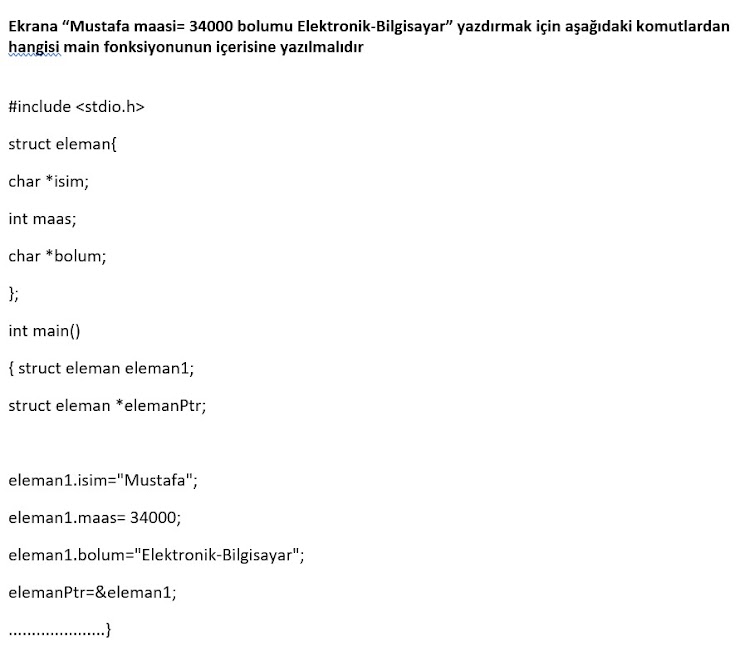 Ekrana “Mustafa maasi= 34000 bolumu Elektronik-Bilgisayar” yazdırmak için aşağıdaki komutlardan
hangisi main fonksiyonunun içerisine yazılmalıdır
#include <stdio.h>
struct eleman{
char *isim;
int maas;
char *bolum;
};
int main()
{ struct eleman eleman1;
struct eleman *elemanPtr;
eleman1.isim="Mustafa";
eleman1.maas= 34000;
eleman1.bolum="Elektronik-Bilgisayar";
elemanPtr=&eleman1;
.....................}